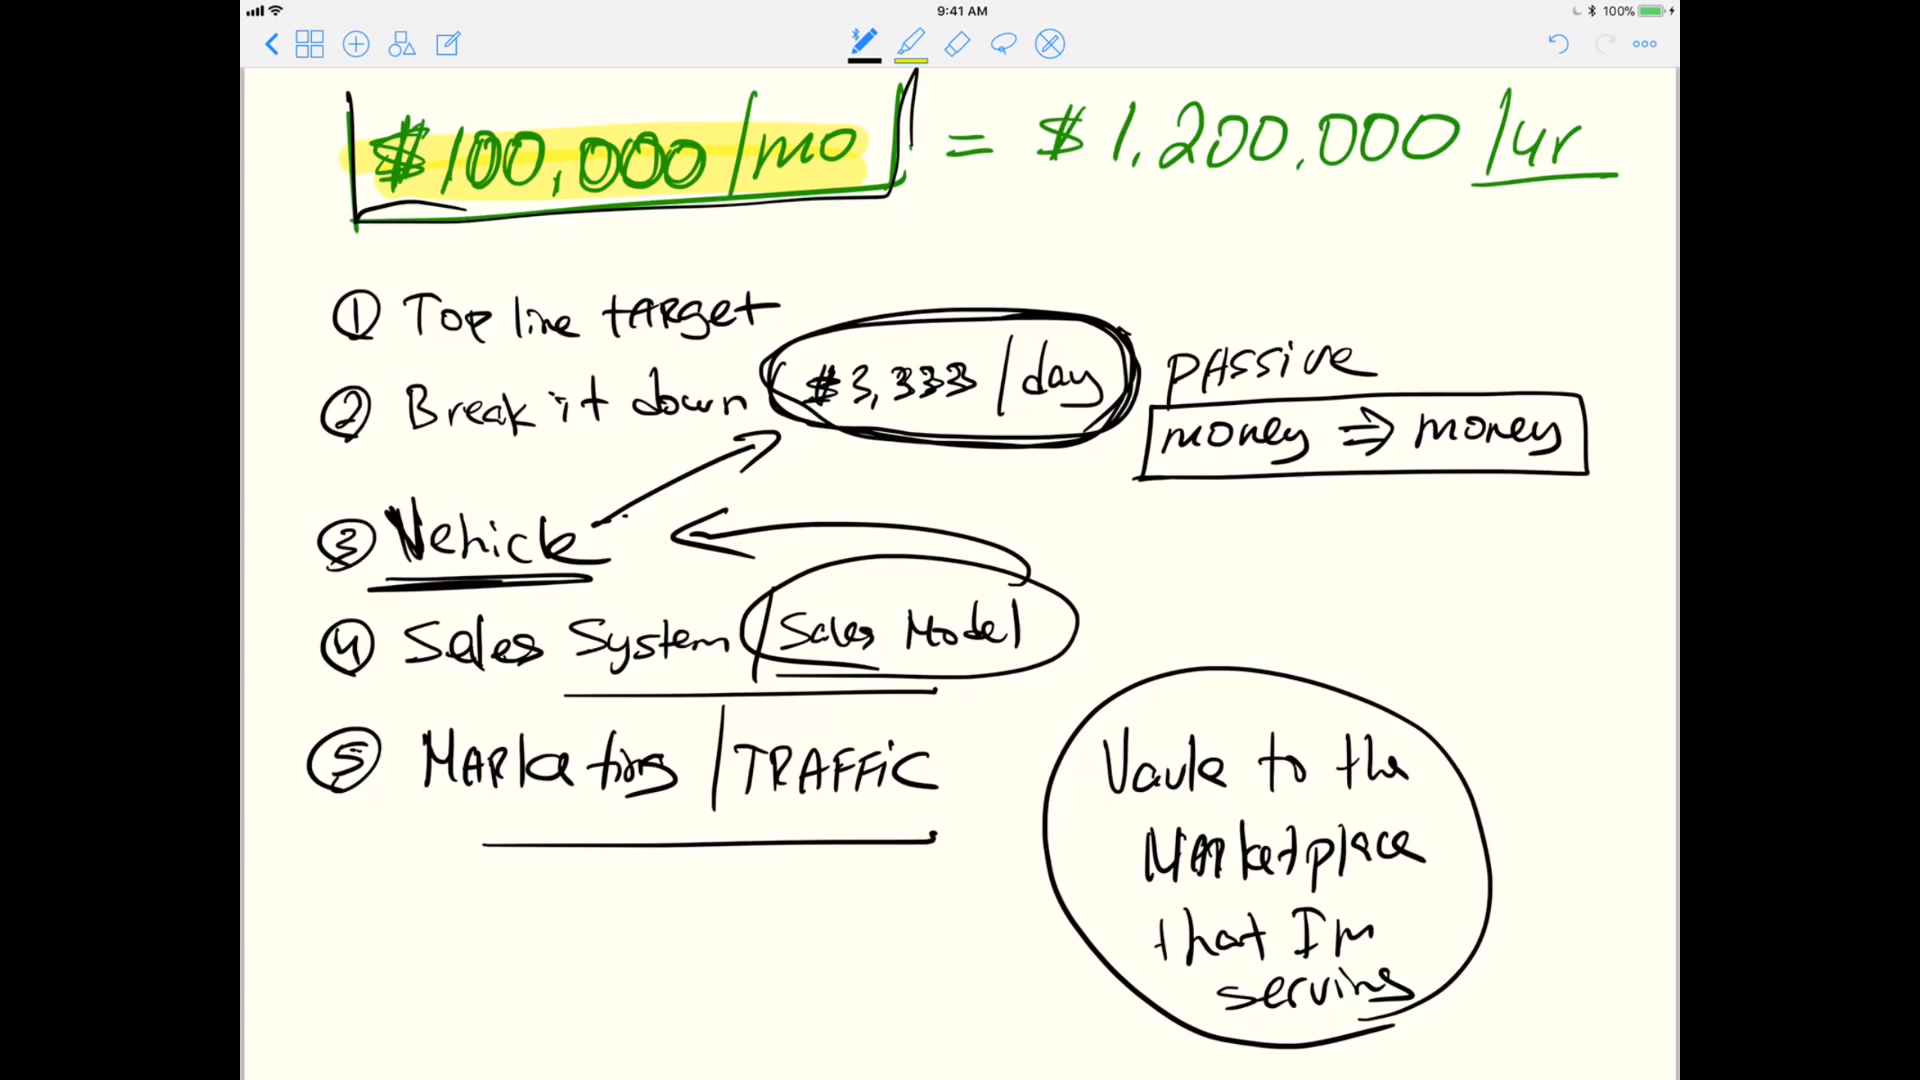 9:41 AM
100%
$100,000/mo = $1,200,000/yr
① Top line target
② Break it down $3,333/day
PASSIVE
money ⇒ money
③ Vehicle
④ Sales System/Sales Model
⑤ Marketing/TRAFFIC
Vaule to the
Marketplace
that I'm
serving